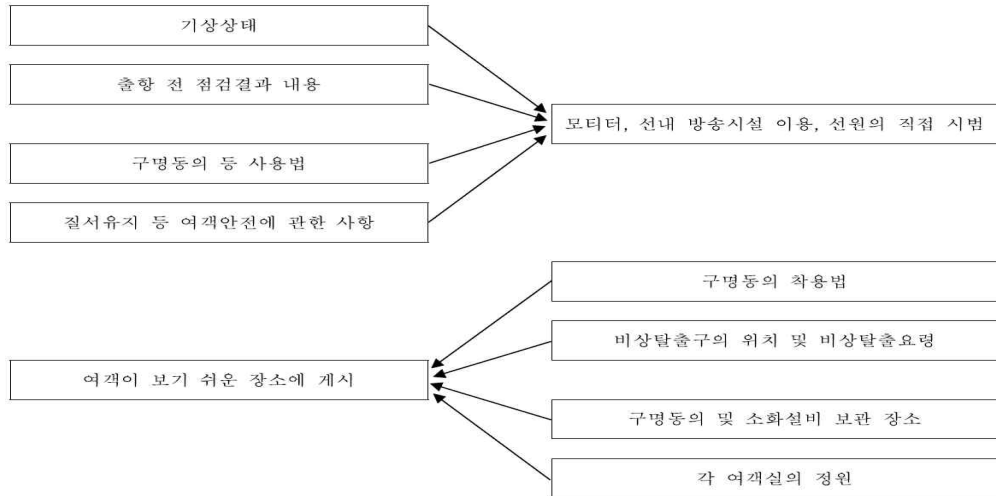 기상상태
출항 전 점검결과 내용
모티터, 선내 방송시설 이용, 선원의 직접 시범
구명동의 등 사용법
질서유지 등 여객안전에 관한 사항
구명동의 착용법
비상탈출구의 위치 및 비상탈출요령
여객이 보기 쉬운 장소에 게시
구명동의 및 소화설비 보관 장소
각 여객실의 정원